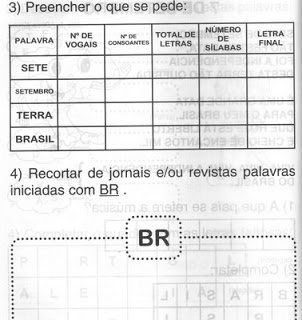 3) Preencher o que se pede:
PALAVRA Nº DE VOGAIS Nº DE CONSOANTES TOTAL DE LETRAS NÚMERO DE SÍLABAS LETRA FINAL
SETE
SETEMBRO
TERRA
BRASIL
4) Recortar de jornais e/ou revistas palavras
iniciadas com BR .
BR